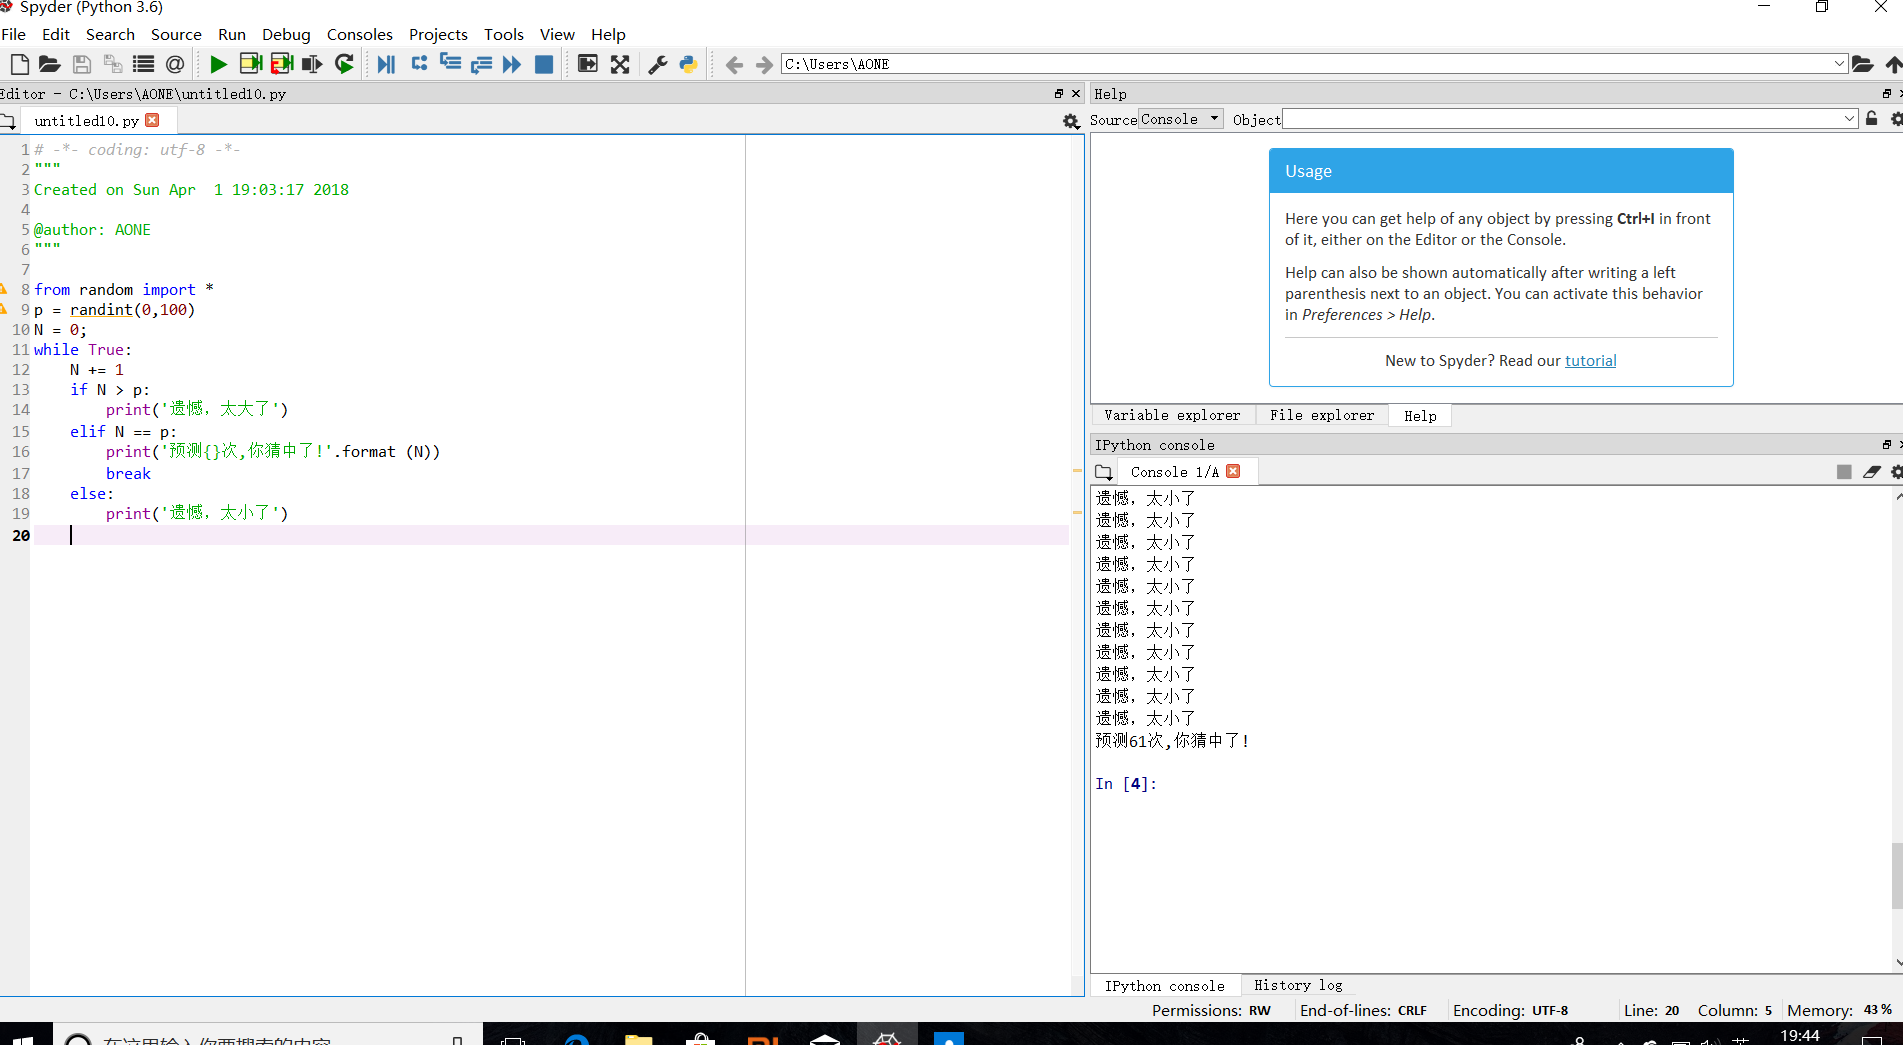 Spyder (Python 3.6)
File Edit Search Source Run Debug Consoles Projects Tools View Help
C:\Users\AONE
Editor - C:\Users\AONE\untitled10.py
untitled10.py
1 # -*- coding: utf-8 -*-
2 """
3 Created on Sun Apr  1 19:03:17 2018
4
5 @author: AONE
6 """
7
8 from random import *
9 p = randint(0,100)
10 N = 0;
11 while True:
12     N += 1
13     if N > p:
14         print('遗憾，太大了')
15     elif N == p:
16         print('预测{}次,你猜中了!'.format (N))
17         break
18     else:
19         print('遗憾，太小了')
20
Help
Source Console Object
Usage
Here you can get help of any object by pressing Ctrl+I in front
of it, either on the Editor or the Console.
Help can also be shown automatically after writing a left
parenthesis next to an object. You can activate this behavior
in Preferences > Help.
New to Spyder? Read our tutorial
Variable explorer File explorer Help
IPython console
Console 1/A
遗憾，太小了
遗憾，太小了
遗憾，太小了
遗憾，太小了
遗憾，太小了
遗憾，太小了
遗憾，太小了
遗憾，太小了
遗憾，太小了
遗憾，太小了
遗憾，太小了
预测61次,你猜中了!
In [4]:
IPython console History log
Permissions: RW End-of-lines: CRLF Encoding: UTF-8 Line: 20 Column: 5 Memory: 43 %
在这里输入你要搜索的内容
19:44